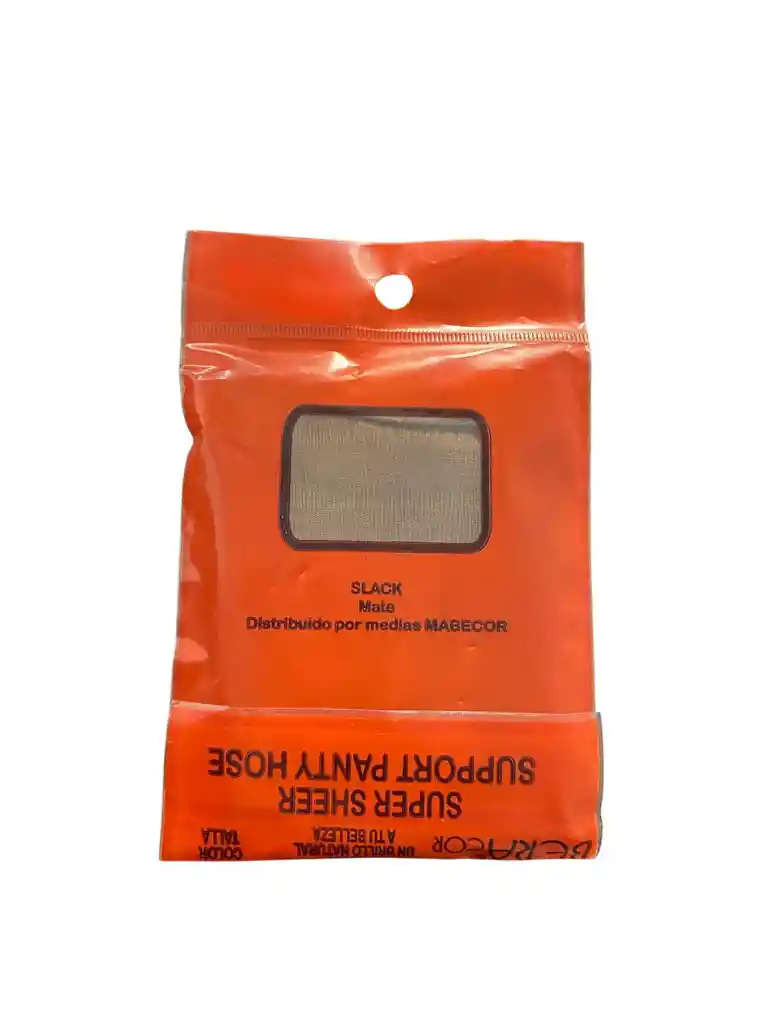 SLACK
Mate
Distribuido por medias MABECOR
SUPPORT PANTY HOSE
SUPER SHEER
A TU BELLEZA
UN BRILLO NATURAL
TALLA
COLOR